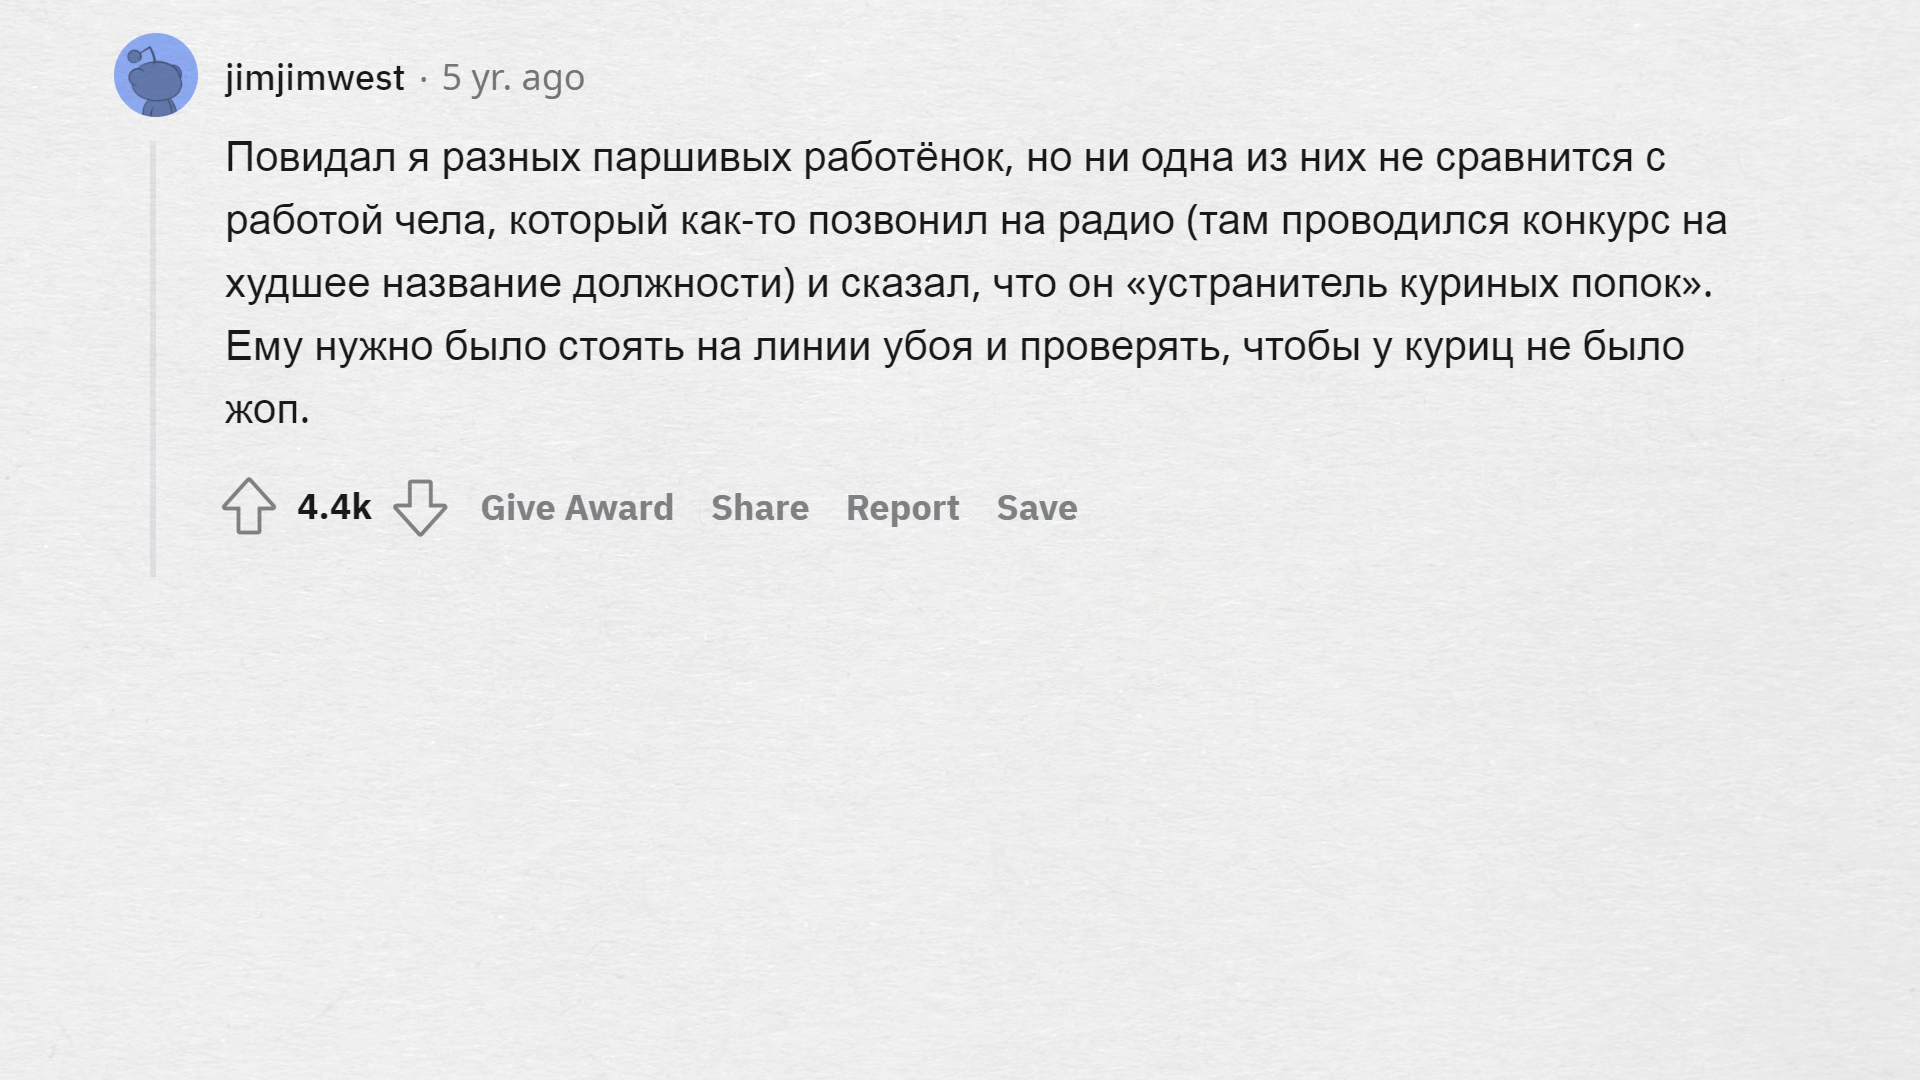 jimjimwest · 5 yr. ago
Повидал я разных паршивых работёнок, но ни одна из них не сравнится с
работой чела, который как-то позвонил на радио (там проводился конкурс на
худшее название должности) и сказал, что он «устранитель куриных попок».
Ему нужно было стоять на линии убоя и проверять, чтобы у куриц не было
жоп.
4.4k Give Award Share Report Save